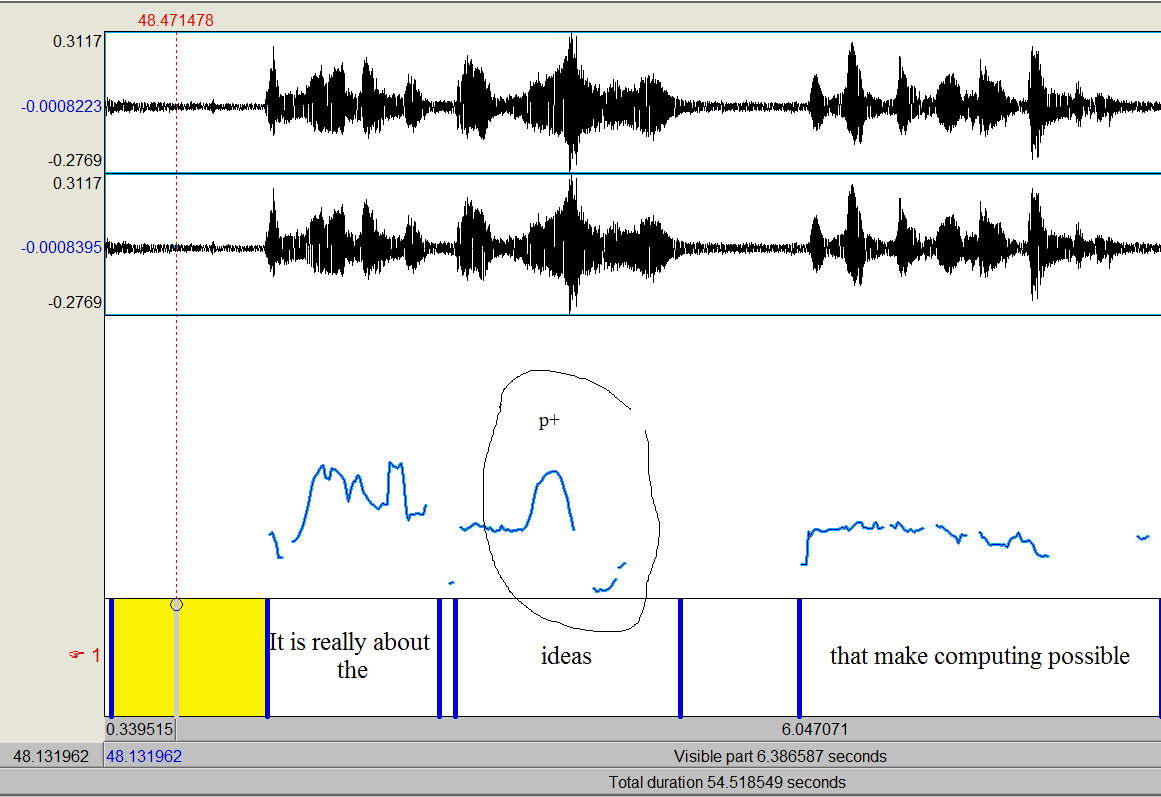 48.471478
0.3117
-0.0008223
-0.2769
0.3117
-0.0008395
-0.2769
p+
1
It is really about
the
ideas
that make computing possible
0.339515
6.047071
48.131962
48.131962
Visible part 6.386587 seconds
Total duration 54.518549 seconds